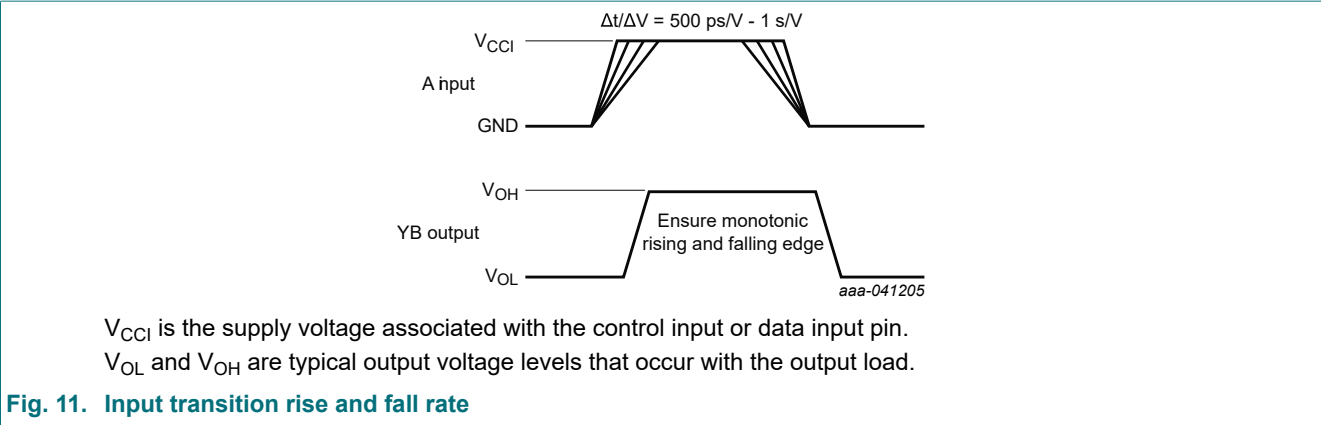 Δt/ΔV = 500 ps/V - 1 s/V
VCCI
A input
GND
VOH
YB output
Ensure monotonic
rising and falling edge
VOL
aaa-041205
VCCI is the supply voltage associated with the control input or data input pin.
VOL and VOH are typical output voltage levels that occur with the output load.
Fig. 11. Input transition rise and fall rate